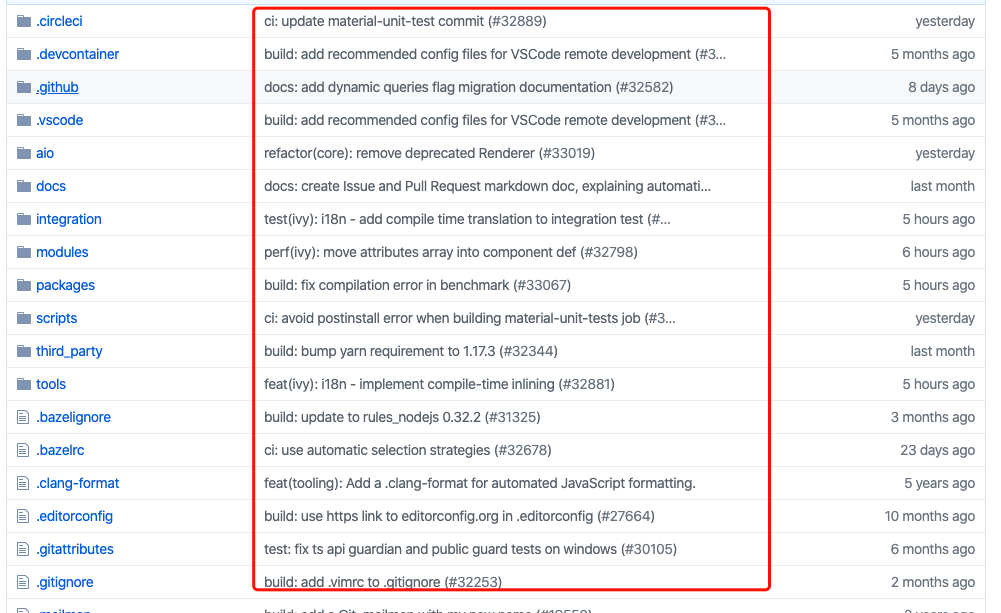 .circleci ci: update material-unit-test commit (#32889) yesterday
.devcontainer build: add recommended config files for VSCode remote development (#3... 5 months ago
.github docs: add dynamic queries flag migration documentation (#32582) 8 days ago
.vscode build: add recommended config files for VSCode remote development (#3... 5 months ago
aio refactor(core): remove deprecated Renderer (#33019) yesterday
docs docs: create Issue and Pull Request markdown doc, explaining automati... last month
integration test(ivy): i18n - add compile time translation to integration test (#... 5 hours ago
modules perf(ivy): move attributes array into component def (#32798) 6 hours ago
packages build: fix compilation error in benchmark (#33067) 5 hours ago
scripts ci: avoid postinstall error when building material-unit-tests job (#3... yesterday
third_party build: bump yarn requirement to 1.17.3 (#32344) last month
tools feat(ivy): i18n - implement compile-time inlining (#32881) 5 hours ago
.bazelignore build: update to rules_nodejs 0.32.2 (#31325) 3 months ago
.bazelrc ci: use automatic selection strategies (#32678) 23 days ago
.clang-format feat(tooling): Add a .clang-format for automated JavaScript formatting. 5 years ago
.editorconfig build: use https link to editorconfig.org in .editorconfig (#27664) 10 months ago
.gitattributes test: fix ts api guardian and public guard tests on windows (#30105) 6 months ago
.gitignore build: add .vimrc to .gitignore (#32253) 2 months ago